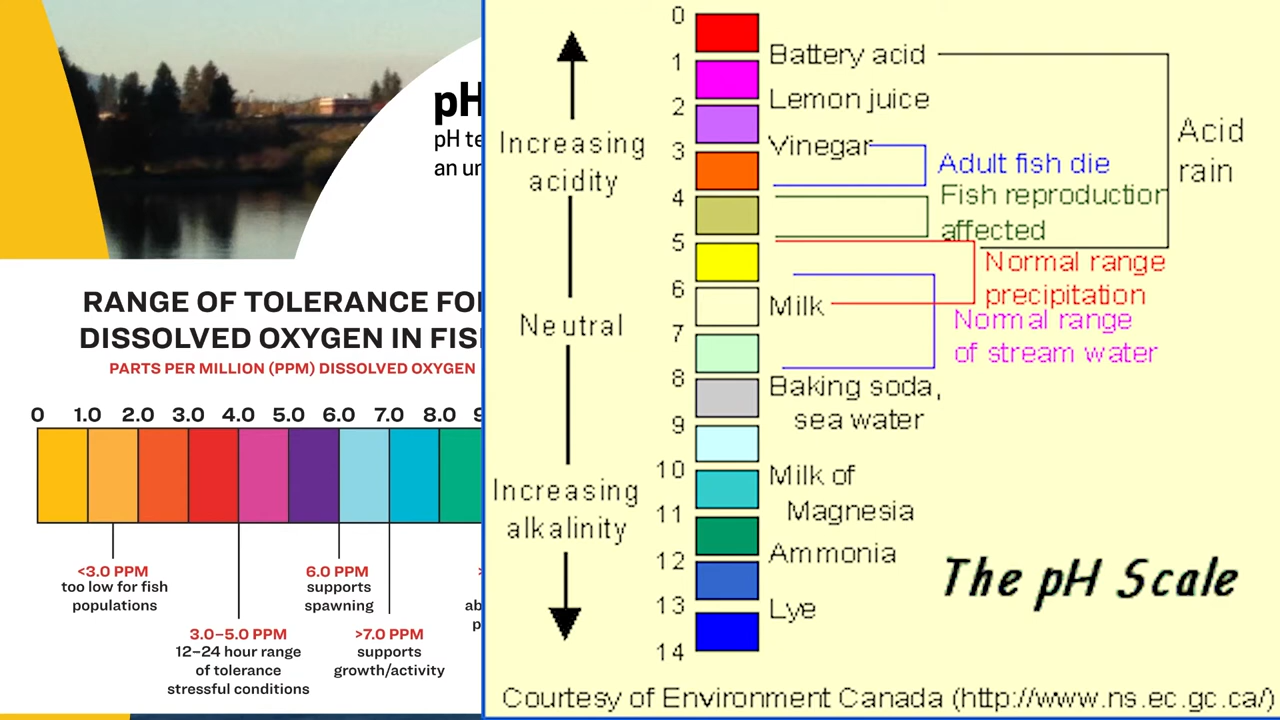 pH
pH te
an un
RANGE OF TOLERANCE FOR
DISSOLVED OXYGEN IN FIS
PARTS PER MILLION (PPM) DISSOLVED OXYGEN
0 1.0 2.0 3.0 4.0 5.0 6.0 7.0 8.0
<3.0 PPM
too low for fish
populations
3.0–5.0 PPM
12–24 hour range
of tolerance
stressful conditions
6.0 PPM
supports
spawning
>7.0 PPM
supports
growth/activity
>
ab
p
0
1
2
3
4
5
6
7
8
9
10
11
12
13
14
Increasing
acidity
Neutral
Increasing
alkalinity
Battery acid
Lemon juice
Vinegar
Adult fish die
Fish reproduction
affected
Acid
rain
Normal range
precipitation
Milk
Normal range
of stream water
Baking soda,
sea water
Milk of
Magnesia
Ammonia
Lye
The pH Scale
Courtesy of Environment Canada (http://www.ns.ec.gc.ca/)